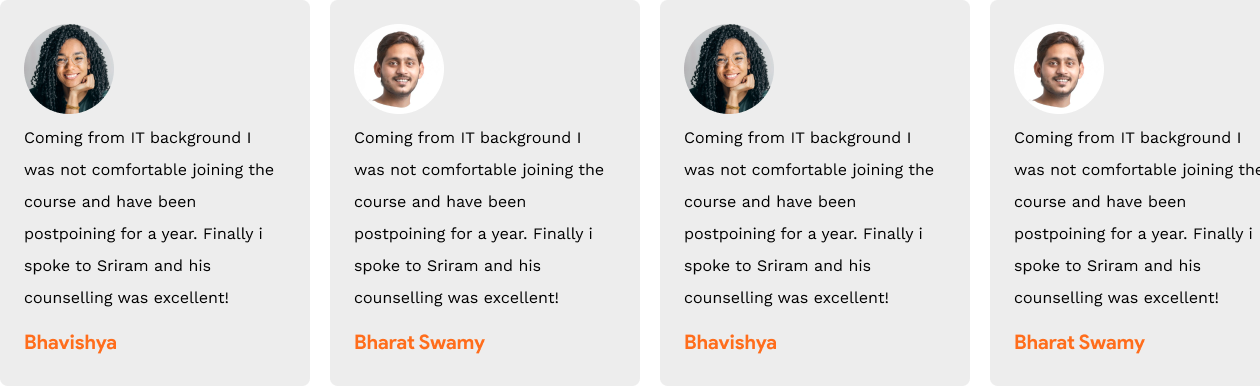 Coming from IT background I
was not comfortable joining the
course and have been
postpoining for a year. Finally i
spoke to Sriram and his
counselling was excellent!
Bhavishya
Coming from IT background I
was not comfortable joining the
course and have been
postpoining for a year. Finally i
spoke to Sriram and his
counselling was excellent!
Bharat Swamy
Coming from IT background I
was not comfortable joining the
course and have been
postpoining for a year. Finally i
spoke to Sriram and his
counselling was excellent!
Bhavishya
Coming from IT background I
was not comfortable joining the
course and have been
postpoining for a year. Finally i
spoke to Sriram and his
counselling was excellent!
Bharat Swamy